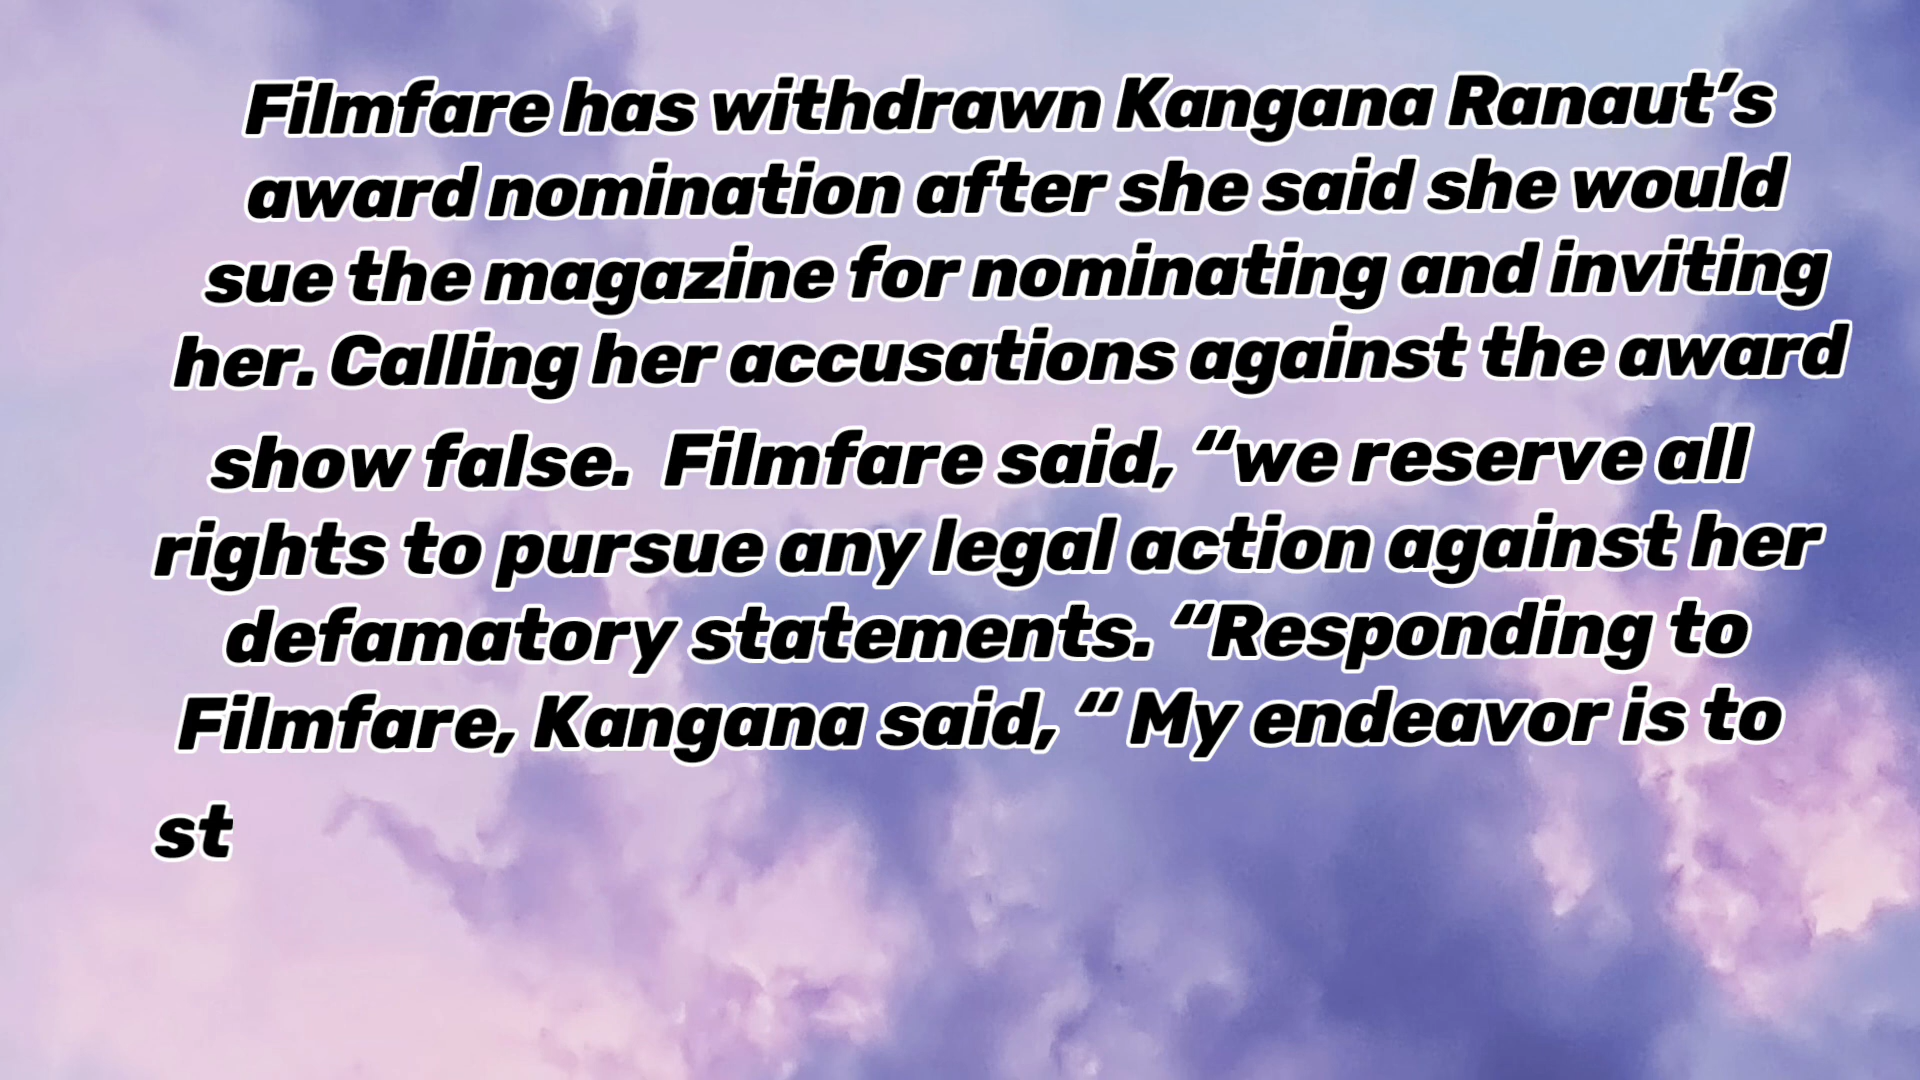 Filmfare has withdrawn Kangana Ranaut’s
award nomination after she said she would
sue the magazine for nominating and inviting
her. Calling her accusations against the award
show false.  Filmfare said, “we reserve all
rights to pursue any legal action against her
defamatory statements. “Responding to
Filmfare, Kangana said, “ My endeavor is to
st